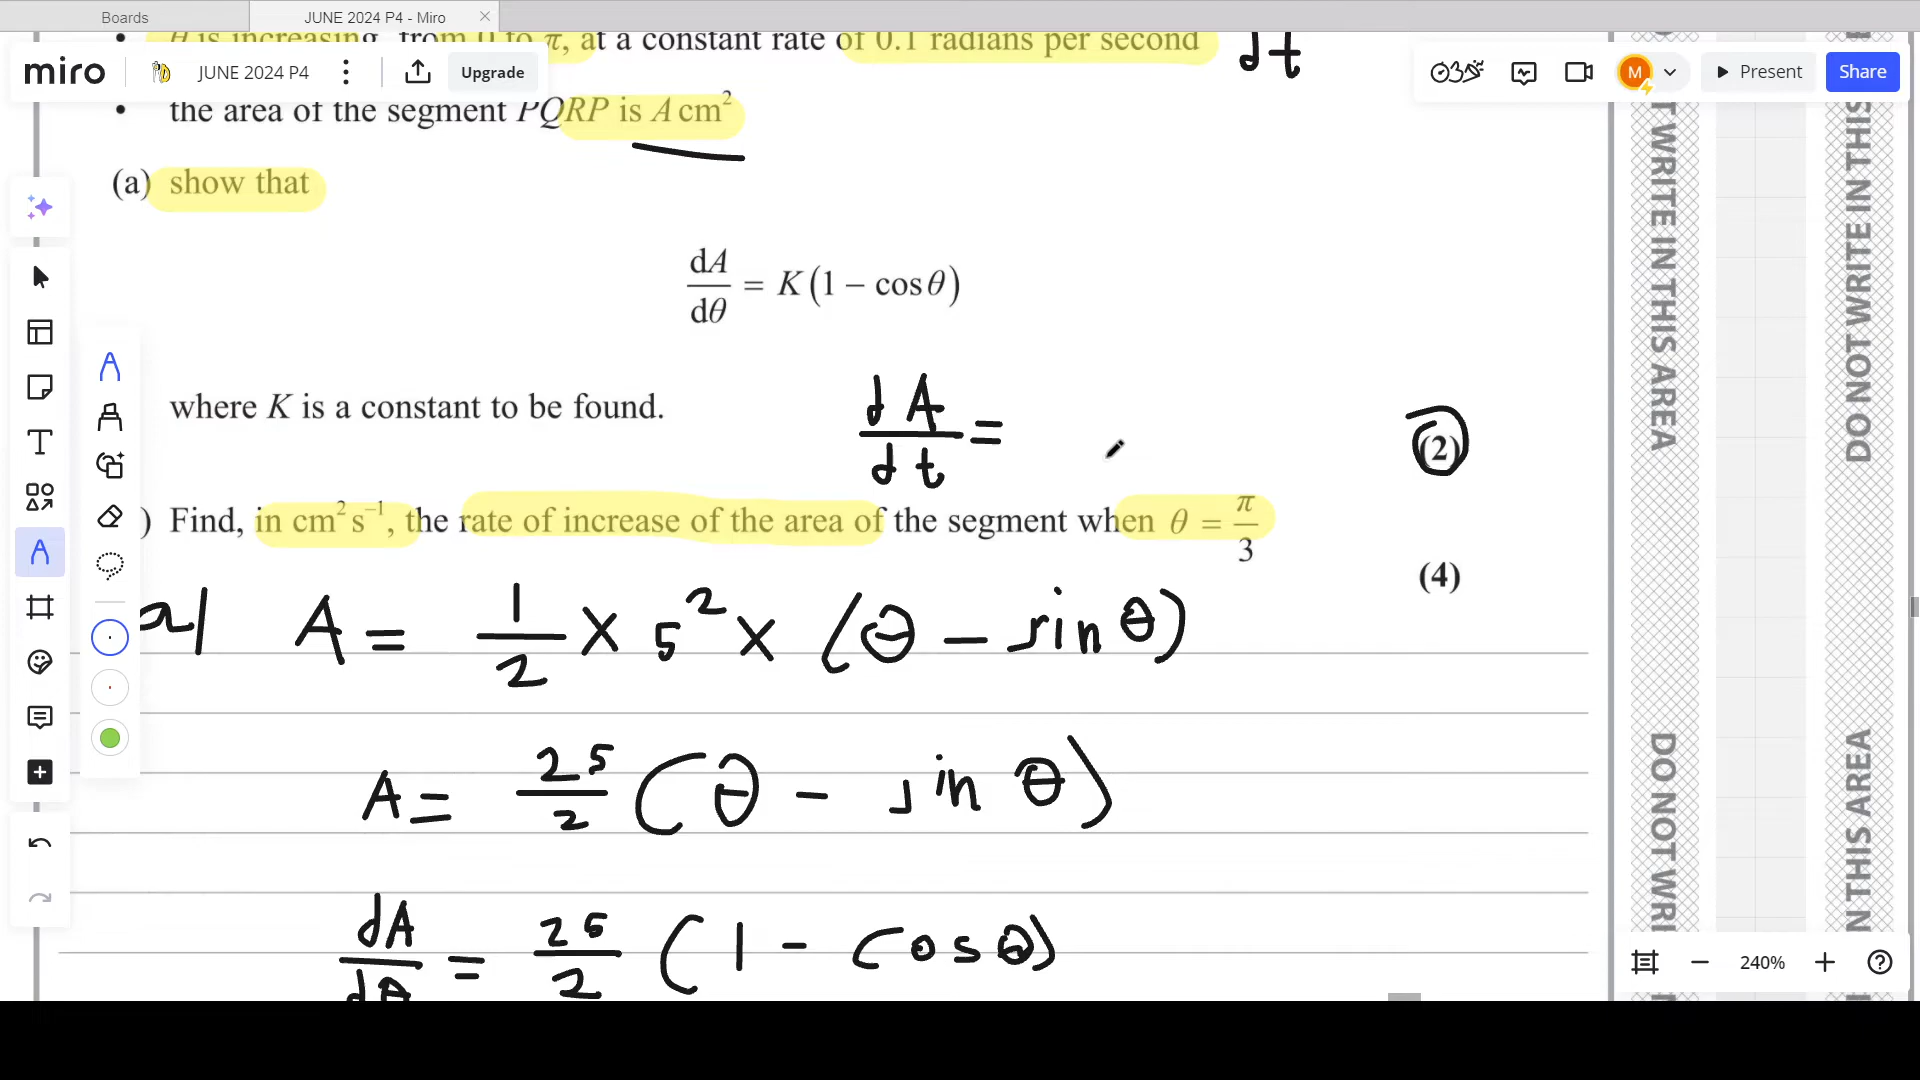 Boards
JUNE 2024 P4 - Miro
θ is increasing, from 0 to π, at a constant rate of 0.1 radians per second
dt
miro
JUNE 2024 P4
Upgrade
M
Present
Share
• the area of the segment PQRP is A cm²
(a) show that
dA/dθ = K(1 − cosθ)
where K is a constant to be found.
dA/dt =
(2)
) Find, in cm² s⁻¹, the rate of increase of the area of the segment when θ = π/3
(4)
a) A = 1/2 × 5² × (θ − sin θ)
A = 25/2 (θ − sin θ)
dA/dθ = 25/2 (1 − cos θ)
T WRITE IN THIS AREA
DO NOT WRITE IN THIS
DO NOT WRI
N THIS AREA
240%